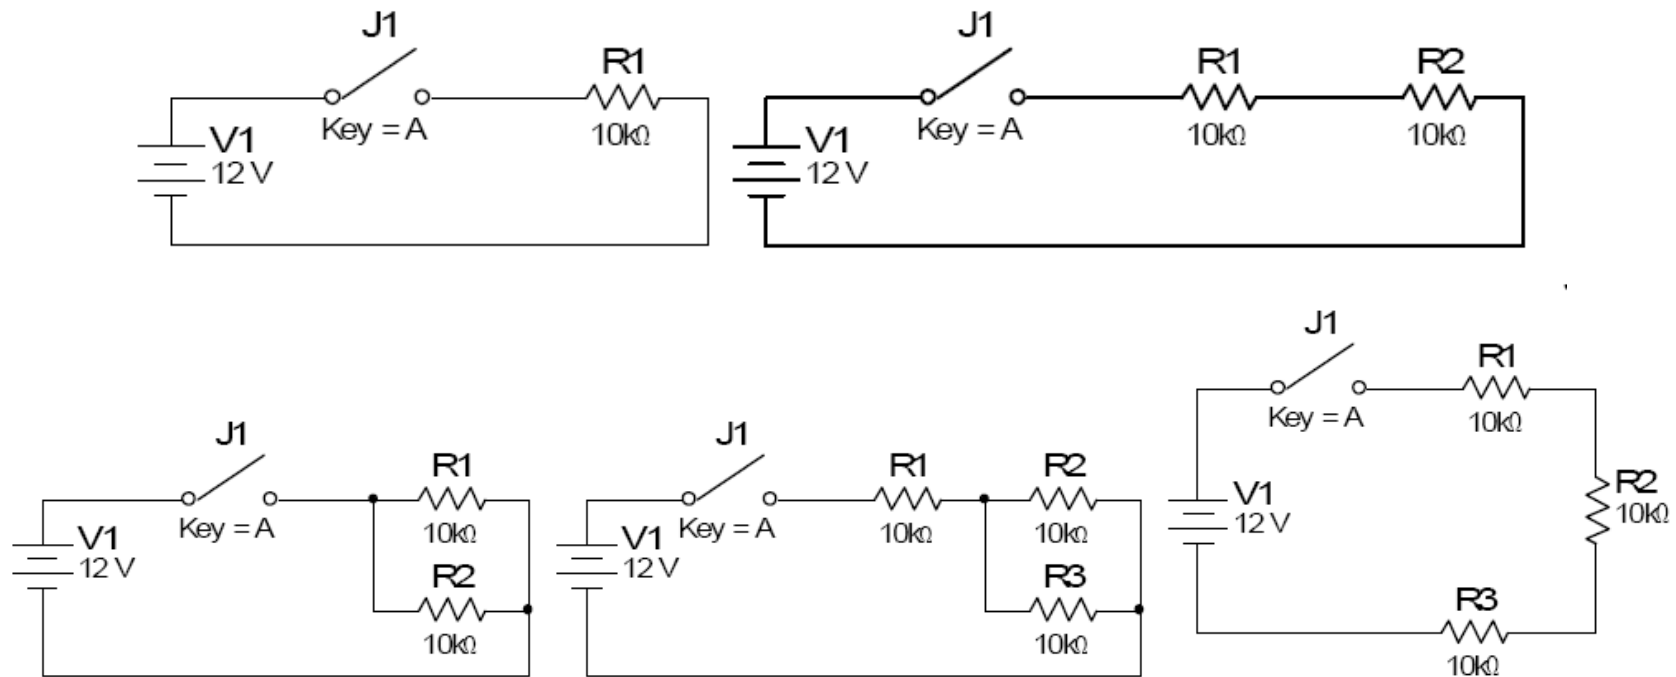 J1
R1
Key = A
10kΩ
V1
12 V
J1
R1
R2
Key = A
10kΩ
10kΩ
V1
12 V
J1
R1
Key = A
10kΩ
V1
12 V
R2
10kΩ
J1
R1
R2
Key = A
10kΩ
10kΩ
V1
12 V
R3
10kΩ
J1
R1
Key = A
10kΩ
V1
12 V
R2
10kΩ
R3
10kΩ